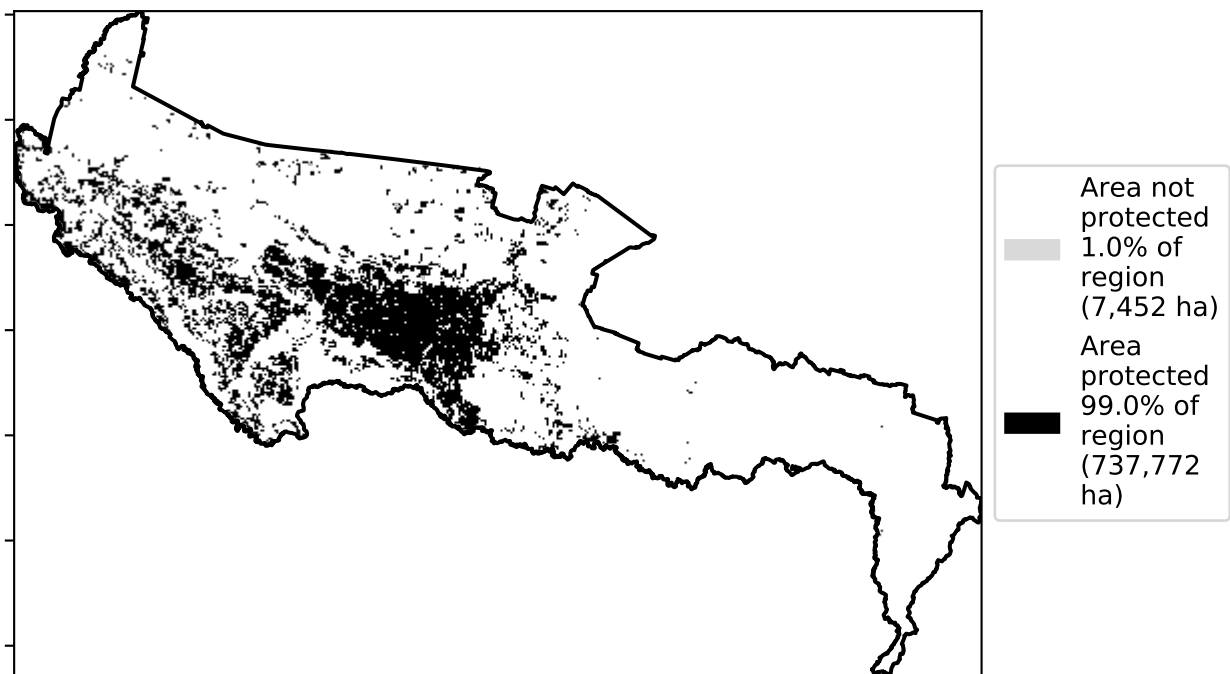 Area not
protected
1.0% of
region
(7,452 ha)
Area
protected
99.0% of
region
(737,772
ha)